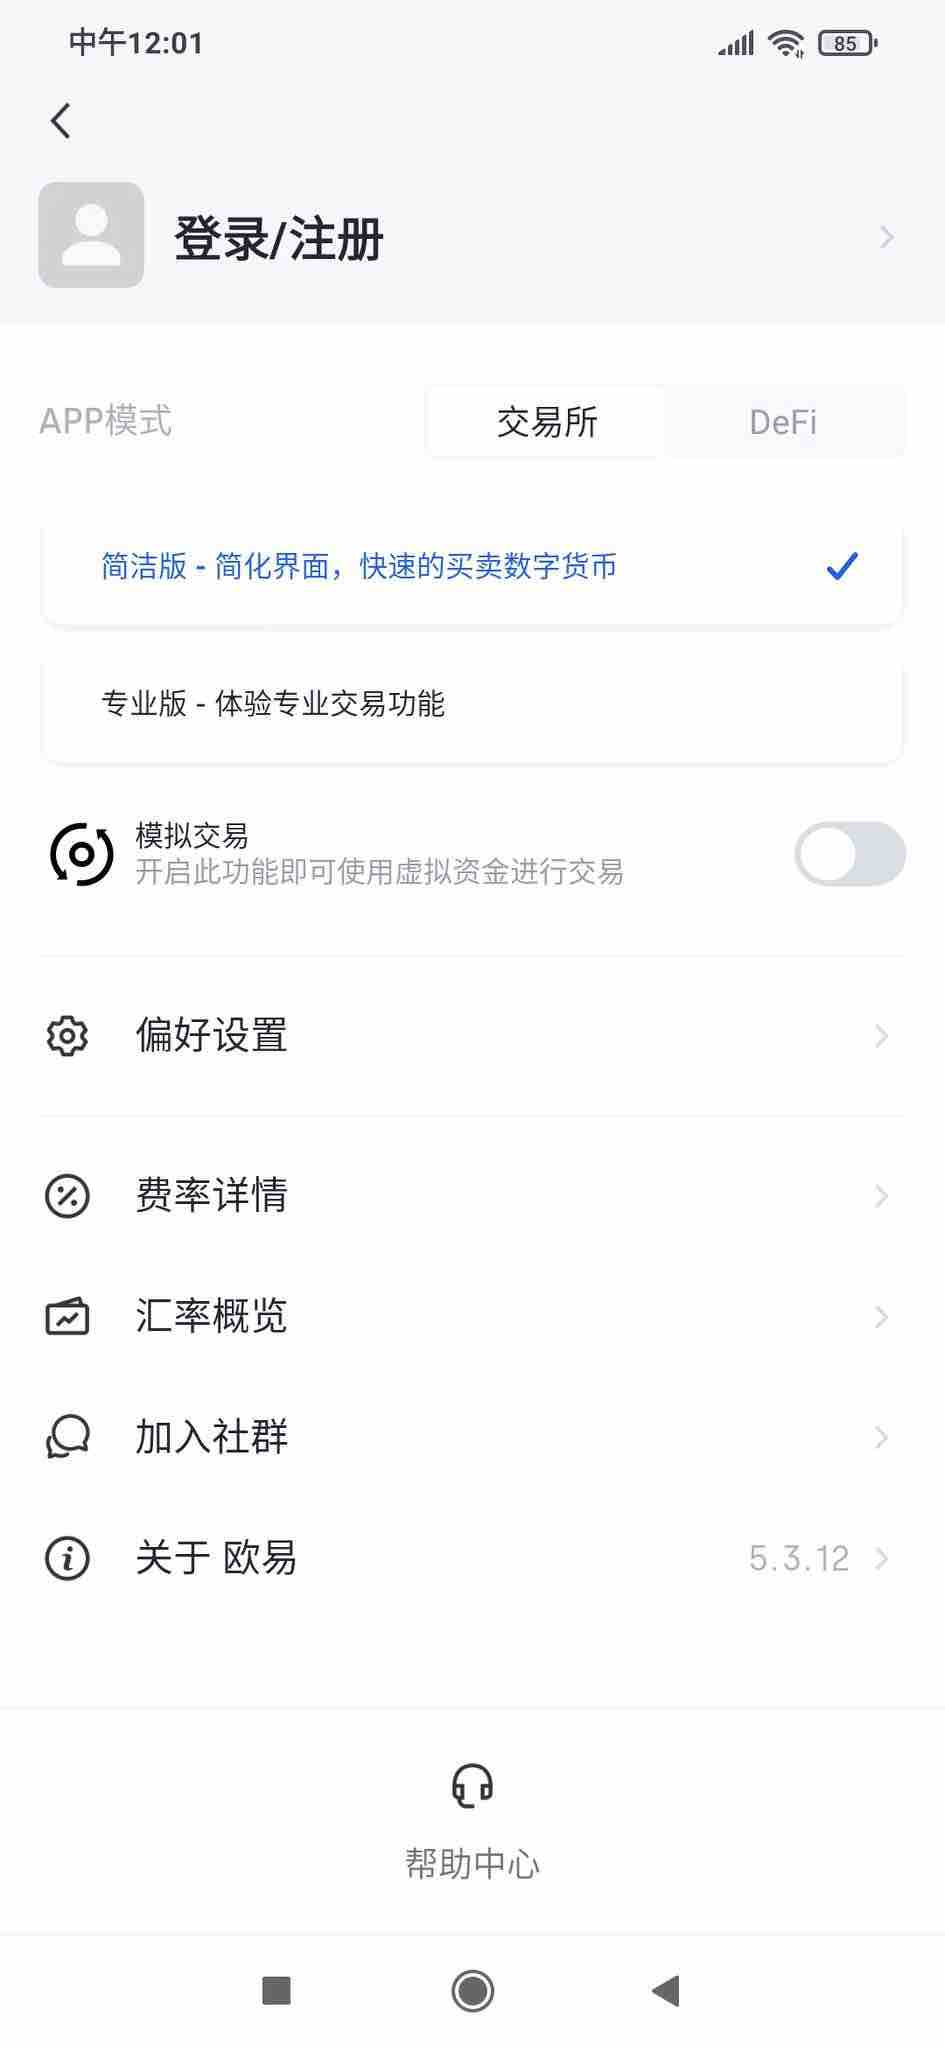 中午12:01
85
登录/注册
APP模式
交易所
DeFi
简洁版 - 简化界面，快速的买卖数字货币
专业版 - 体验专业交易功能
模拟交易
开启此功能即可使用虚拟资金进行交易
偏好设置
费率详情
汇率概览
加入社群
关于 欧易
5.3.12
帮助中心